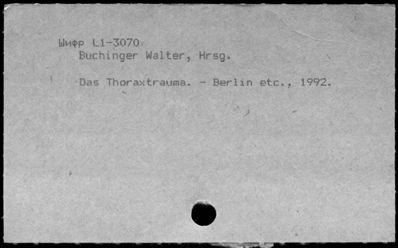 Шифр L1-3070
Buchinger Walter, Hrsg.
Das Thoraxtrauma. - Berlin etc., 1992.